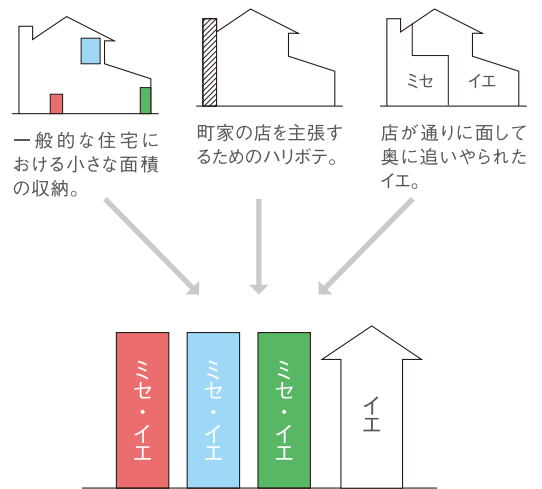 ミセ
イエ
一般的な住宅に
おける小さな面積
の収納。
町家の店を主張す
るためのハリボテ。
店が通りに面して
奥に追いやられた
イエ。
ミセ・イエ
ミセ・イエ
ミセ・イエ
イエ